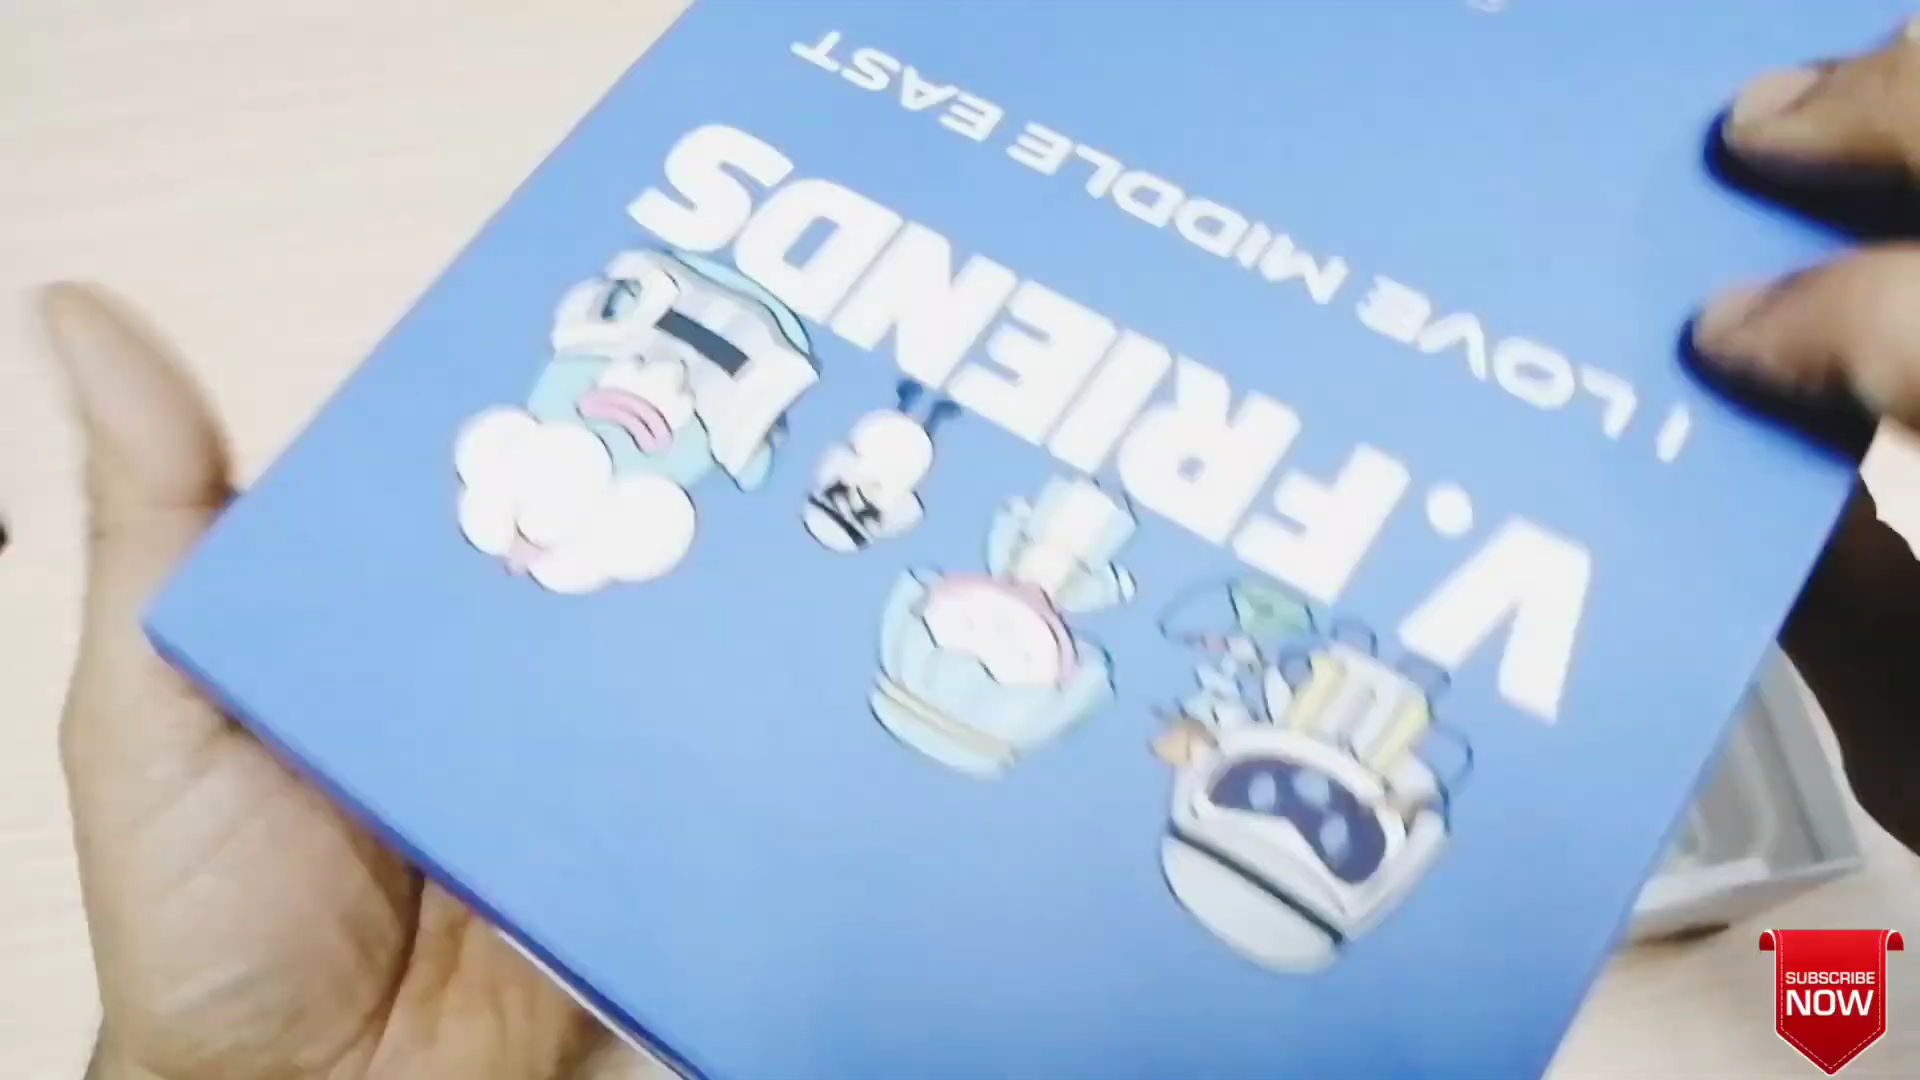 V.FRIENDS
I LOVE MIDDLE EAST
SUBSCRIBE
NOW